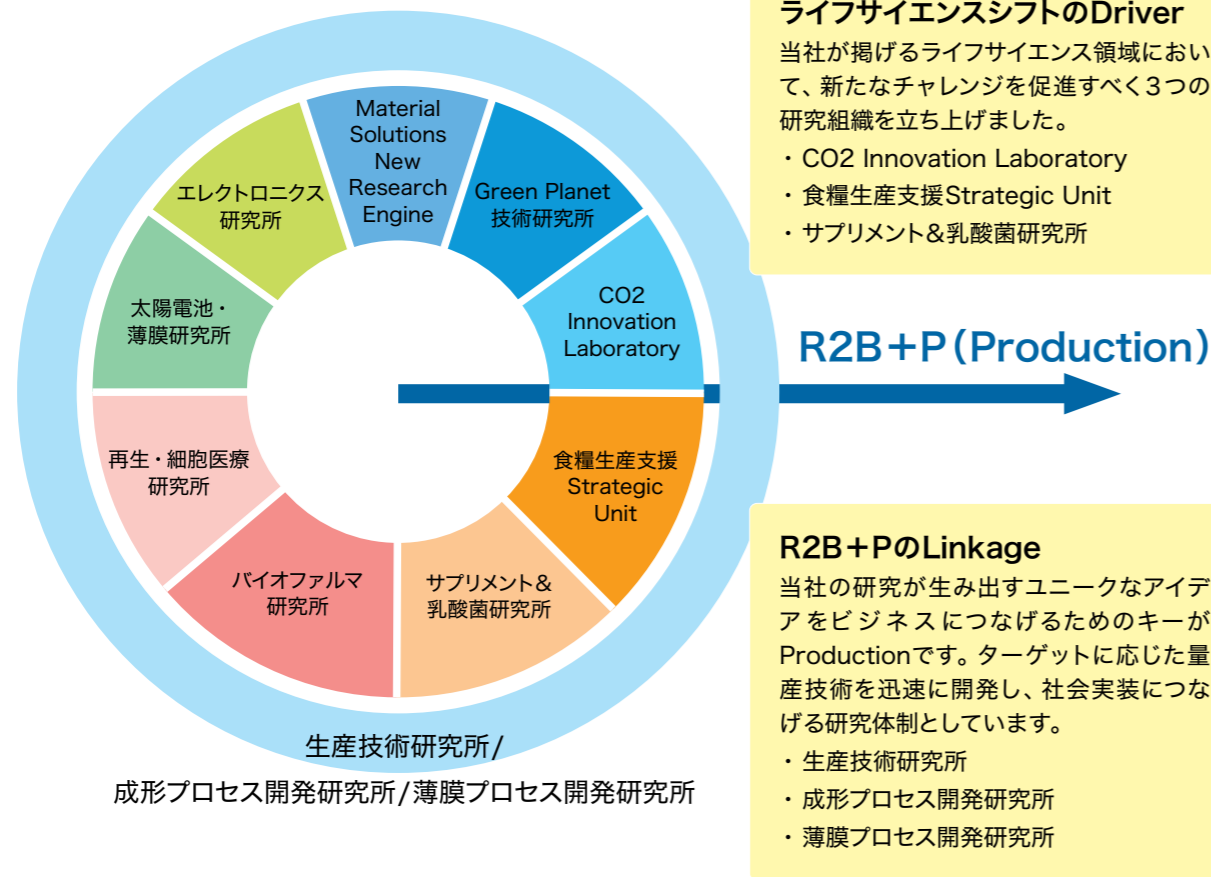 Material
Solutions
New
Research
Engine
Green Planet
技術研究所
CO2
Innovation
Laboratory
食糧生産支援
Strategic
Unit
サプリメント＆
乳酸菌研究所
バイオファルマ
研究所
再生・細胞医療
研究所
太陽電池・
薄膜研究所
エレクトロニクス
研究所
生産技術研究所/
成形プロセス開発研究所/薄膜プロセス開発研究所
ライフサイエンスシフトのDriver
当社が掲げるライフサイエンス領域におい
て、新たなチャレンジを促進すべく3つの
研究組織を立ち上げました。
・CO2 Innovation Laboratory
・食糧生産支援Strategic Unit
・サプリメント＆乳酸菌研究所
R2B＋P（Production）
R2B＋PのLinkage
当社の研究が生み出すユニークなアイデ
アをビジネスにつなげるためのキーが
Productionです。ターゲットに応じた量
産技術を迅速に開発し、社会実装につな
げる研究体制としています。
・生産技術研究所
・成形プロセス開発研究所
・薄膜プロセス開発研究所